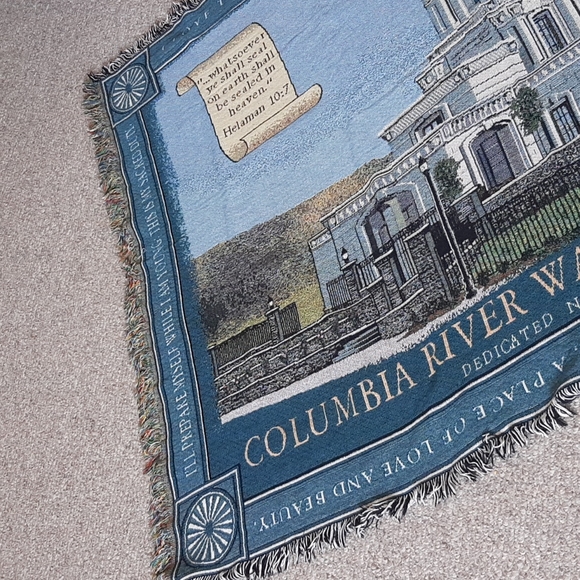 "...whatsoever
ye shall seal
on earth shall
be sealed in
heaven."
Helaman 10:7
I'LL PREPARE MYSELF WHILE I AM YOUNG; THIS IS MY SACRED DUTY.
COLUMBIA RIVER WA
DEDICATED N
A PLACE OF LOVE AND BEAUTY.